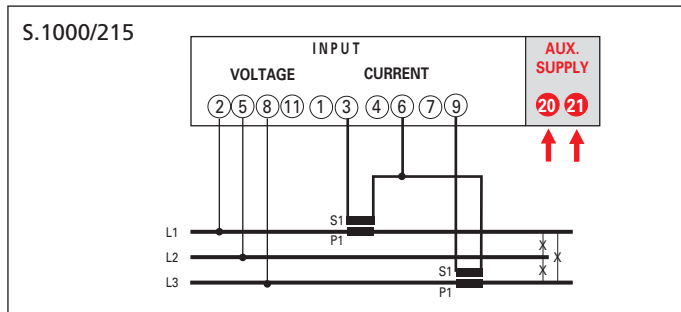 S.1000/215
INPUT
AUX.
SUPPLY
VOLTAGE
CURRENT
2 5 8 11 1 3 4 6 7 9
20 21
S1
L1
P1
L2
X
X
X
S1
L3
P1